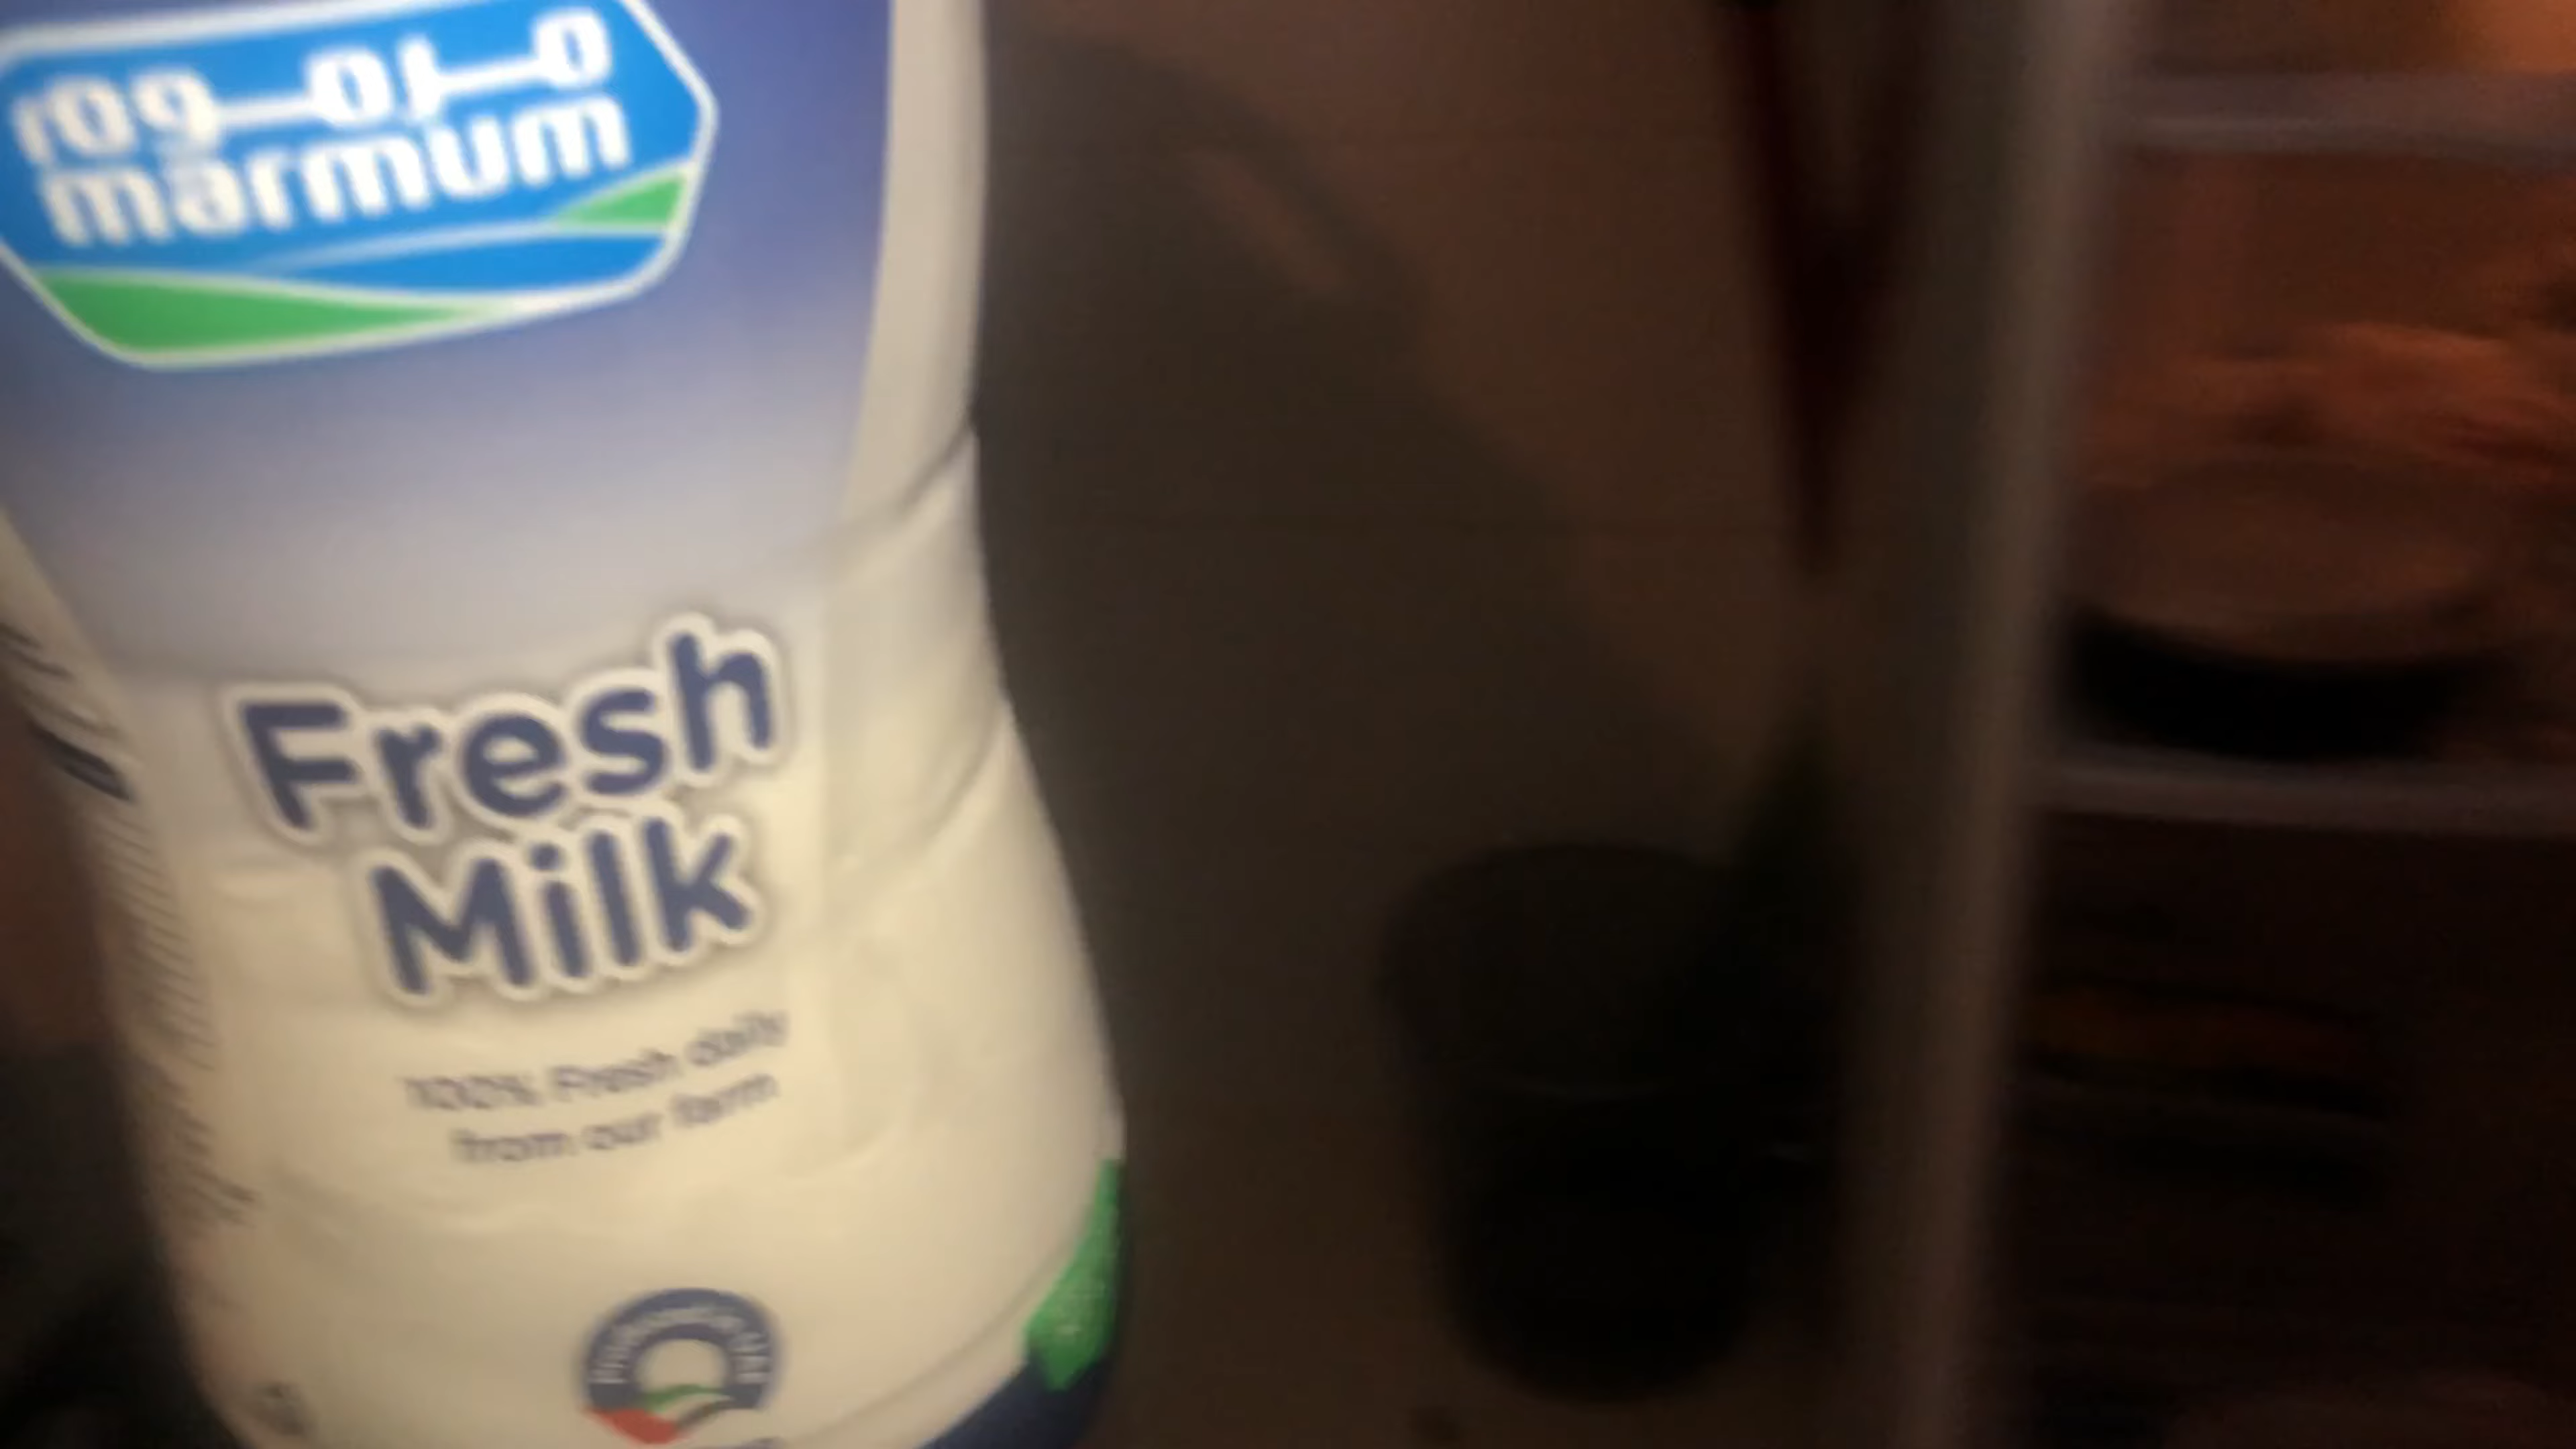 مرموم
marmum
Fresh
Milk
100% Fresh daily
from our farm